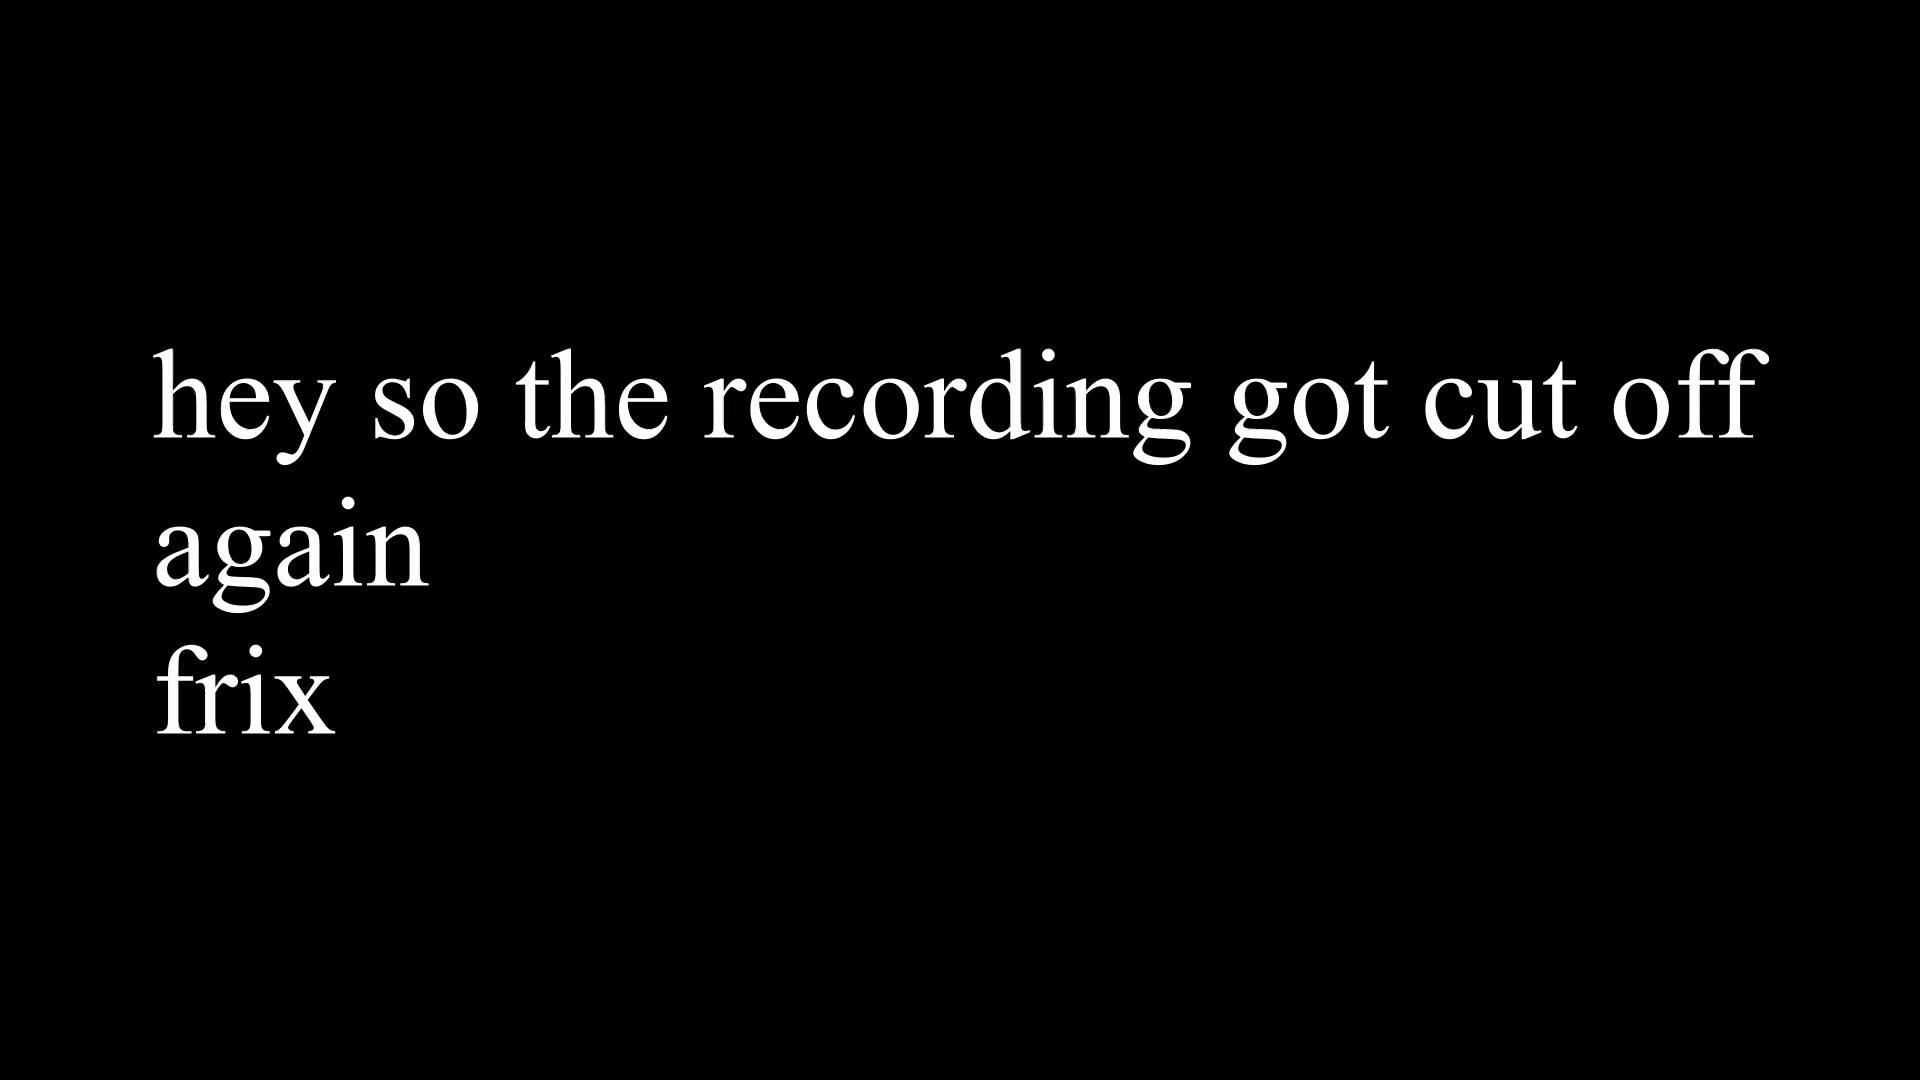 hey so the recording got cut off
again
frix